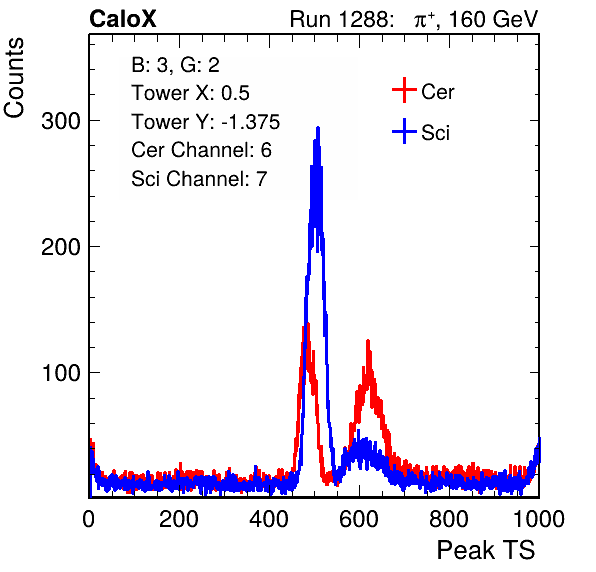 CaloX Run 1288: π⁺, 160 GeV
Counts
B: 3, G: 2
Tower X: 0.5
Tower Y: -1.375
Cer Channel: 6
Sci Channel: 7
Cer
Sci
300
200
100
0 200 400 600 800 1000
Peak TS